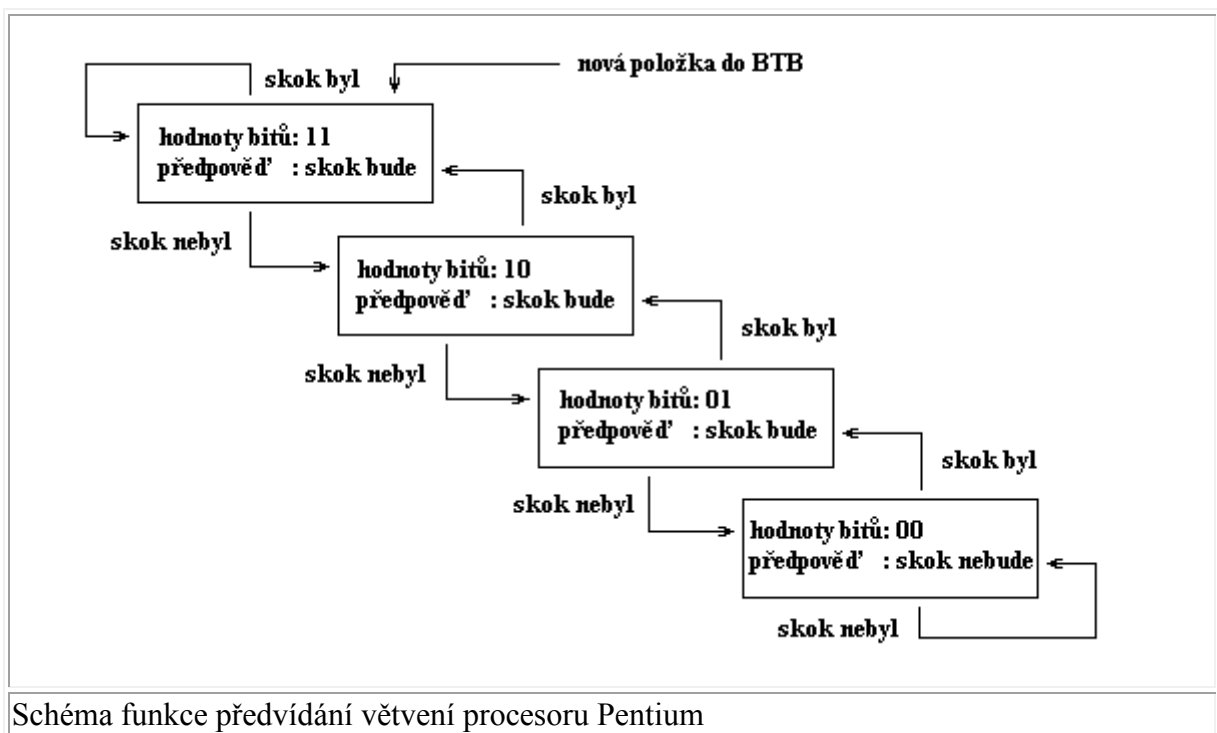 nová položka do BTB
skok byl
hodnoty bitů: 11
předpověď : skok bude
skok byl
skok nebyl
hodnoty bitů: 10
předpověď : skok bude
skok byl
skok nebyl
hodnoty bitů: 01
předpověď : skok bude
skok byl
skok nebyl
hodnoty bitů: 00
předpověď : skok nebude
skok nebyl
Schéma funkce předvídání větvení procesoru Pentium